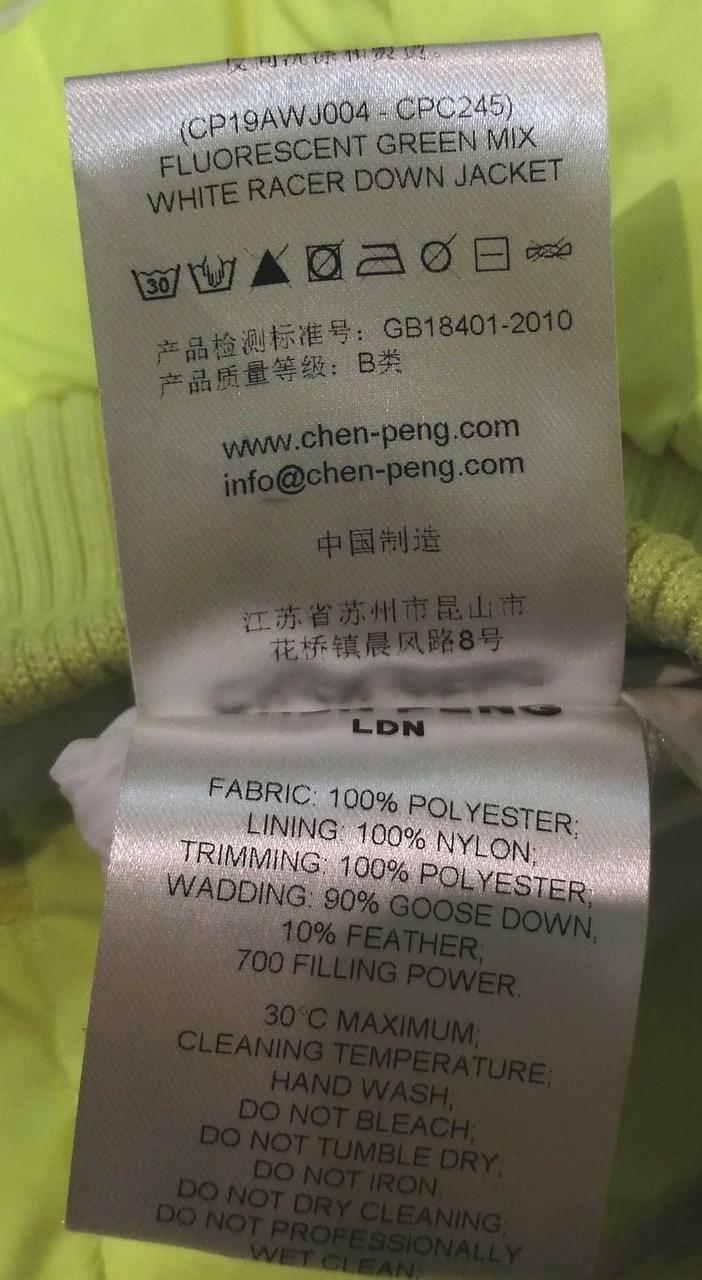 (CP19AWJ004 - CPC245)
FLUORESCENT GREEN MIX
WHITE RACER DOWN JACKET
30
产品检测标准号：GB18401-2010
产品质量等级：B类
www.chen-peng.com
info@chen-peng.com
中国制造
江苏省苏州市昆山市
花桥镇晨风路8号
LDN
FABRIC: 100% POLYESTER;
LINING: 100% NYLON;
TRIMMING: 100% POLYESTER;
WADDING: 90% GOOSE DOWN,
10% FEATHER;
700 FILLING POWER.
30°C MAXIMUM;
CLEANING TEMPERATURE;
HAND WASH;
DO NOT BLEACH;
DO NOT TUMBLE DRY;
DO NOT IRON;
DO NOT DRY CLEANING;
DO NOT PROFESSIONALLY
WET CLEAN.